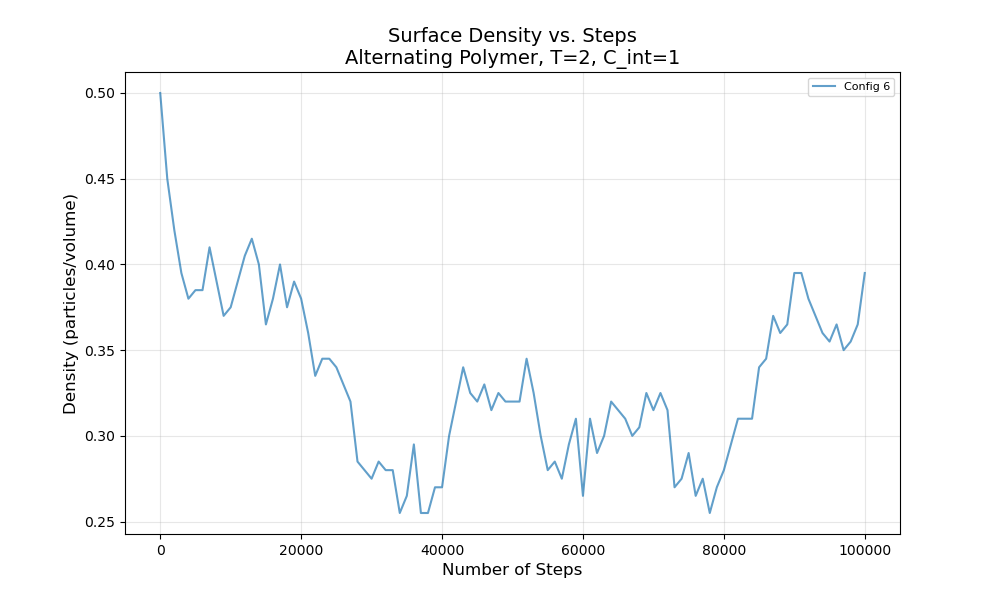 Surface Density vs. Steps
Alternating Polymer, T=2, C_int=1
Config 6
Density (particles/volume)
0.50
0.45
0.40
0.35
0.30
0.25
0
20000
40000
60000
80000
100000
Number of Steps